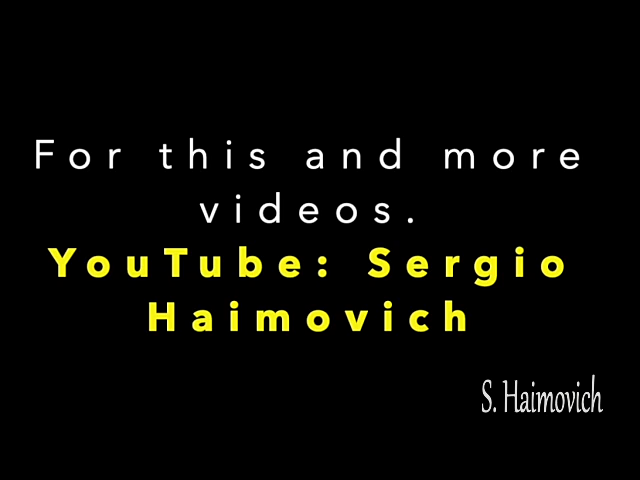 For this and more
videos.
YouTube: Sergio
Haimovich
S. Haimovich